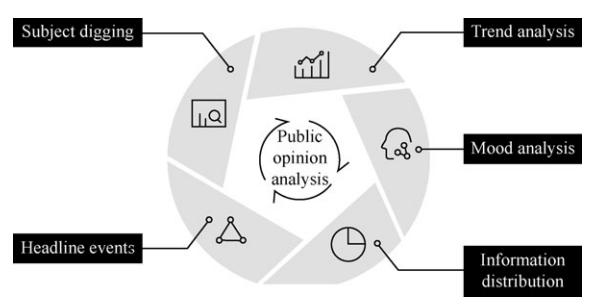 Subject digging
Trend analysis
Public
opinion
analysis
Mood analysis
Headline events
Information
distribution